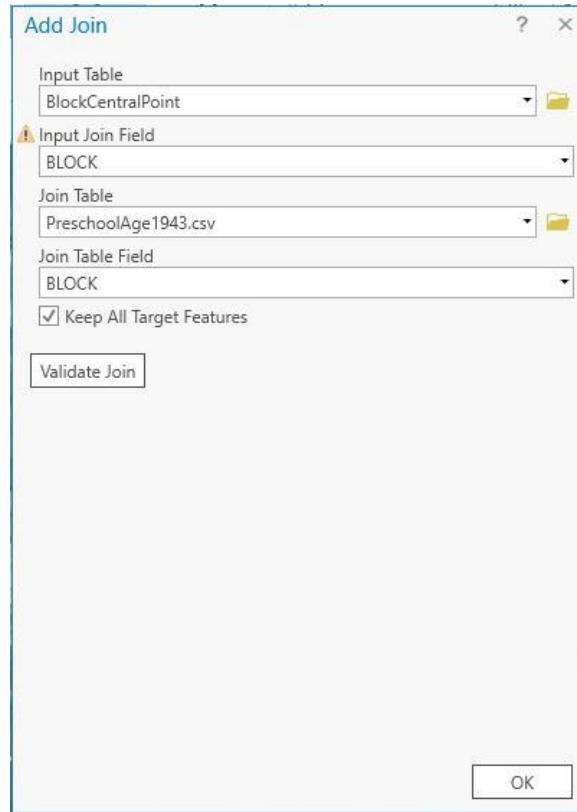 Add Join
?
Input Table
BlockCentralPoint
Input Join Field
BLOCK
Join Table
PreschoolAge1943.csv
Join Table Field
BLOCK
Keep All Target Features
Validate Join
OK